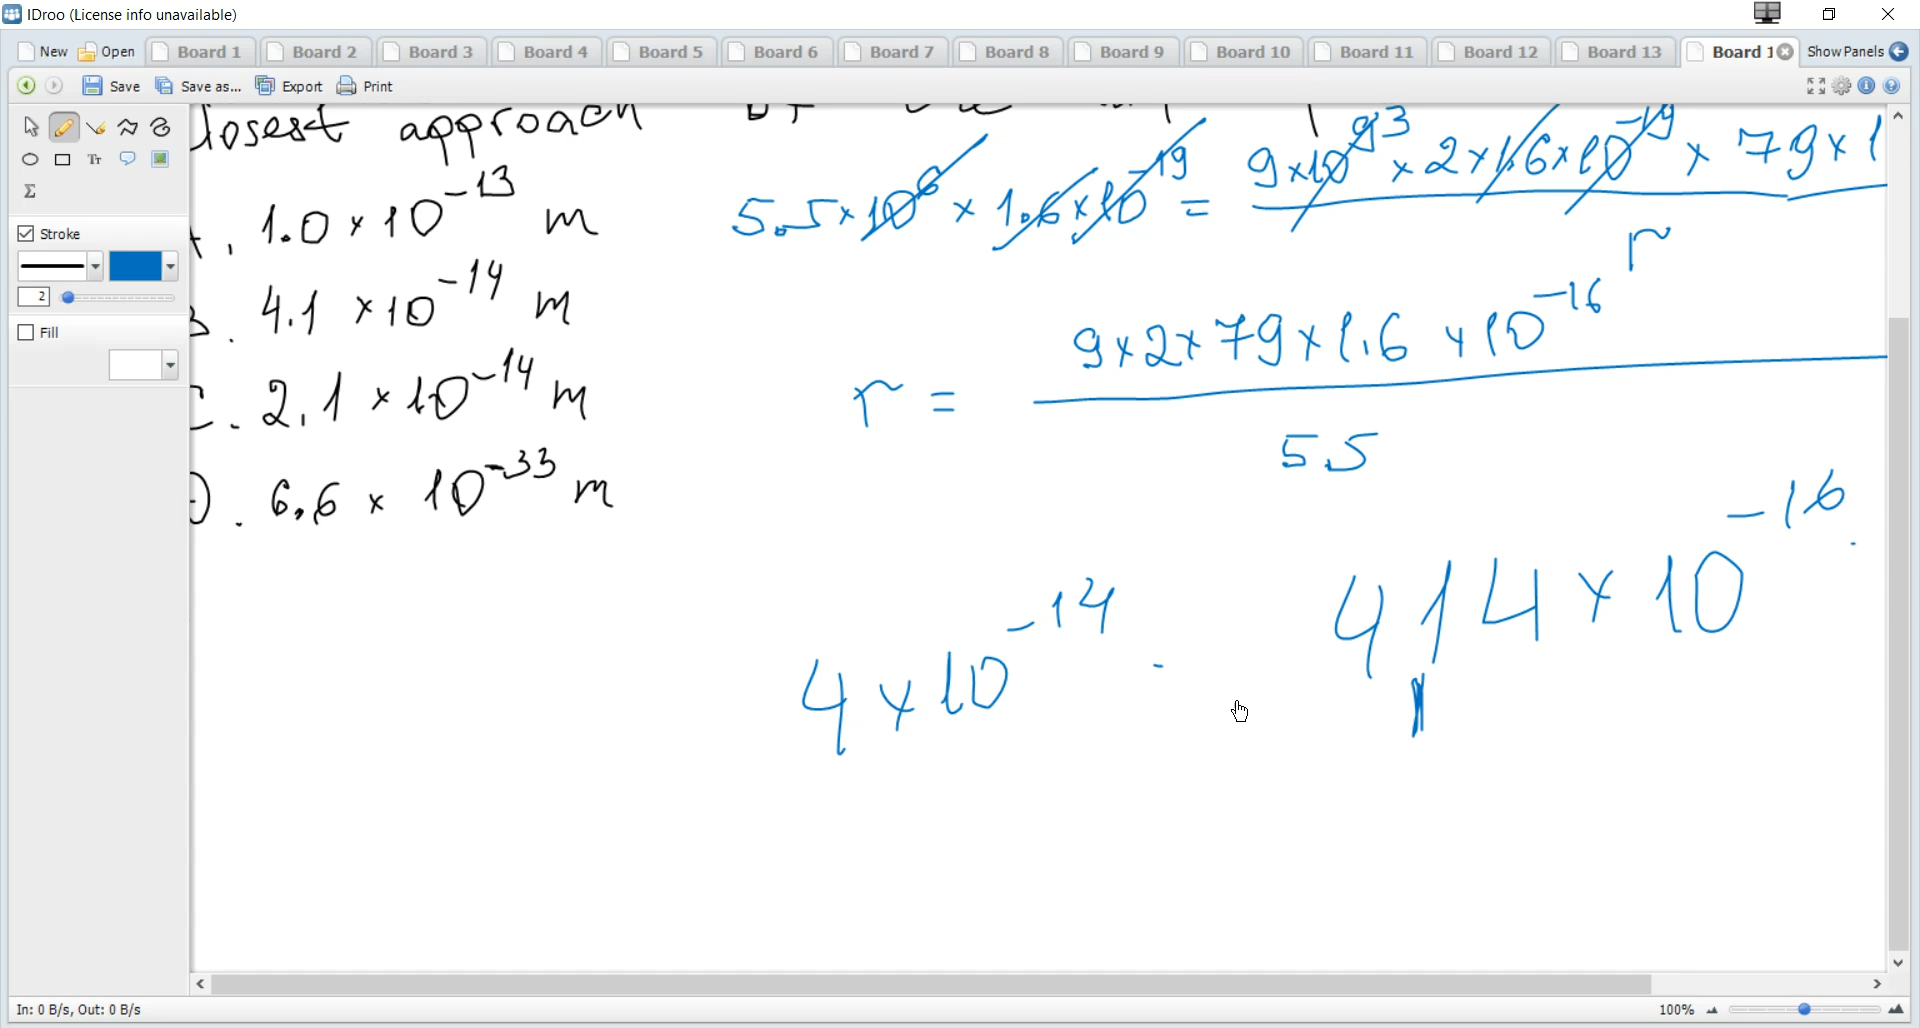 IDroo (License info unavailable)
New Open Board 1 Board 2 Board 3 Board 4 Board 5 Board 6 Board 7 Board 8 Board 9 Board 10 Board 11 Board 12 Board 13 Board 1 Show Panels
Save Save as... Export Print
losest approach
1.0 × 10^-13 m
4.1 × 10^-14 m
C. 2.1 × 10^-14 m
D. 6.6 × 10^-33 m
5.5 × 10^6 × 1.6 × 10^-19 = 9 × 10^9 3 × 2 × 1.6 × 10^-19 × 79 × 1
r
9 × 2 × 79 × 1.6 × 10^-16
r =
5.5
414 × 10^-16
4 × 10^-14
Tr
Σ
Stroke
2
Fill
In: 0 B/s, Out: 0 B/s
100%